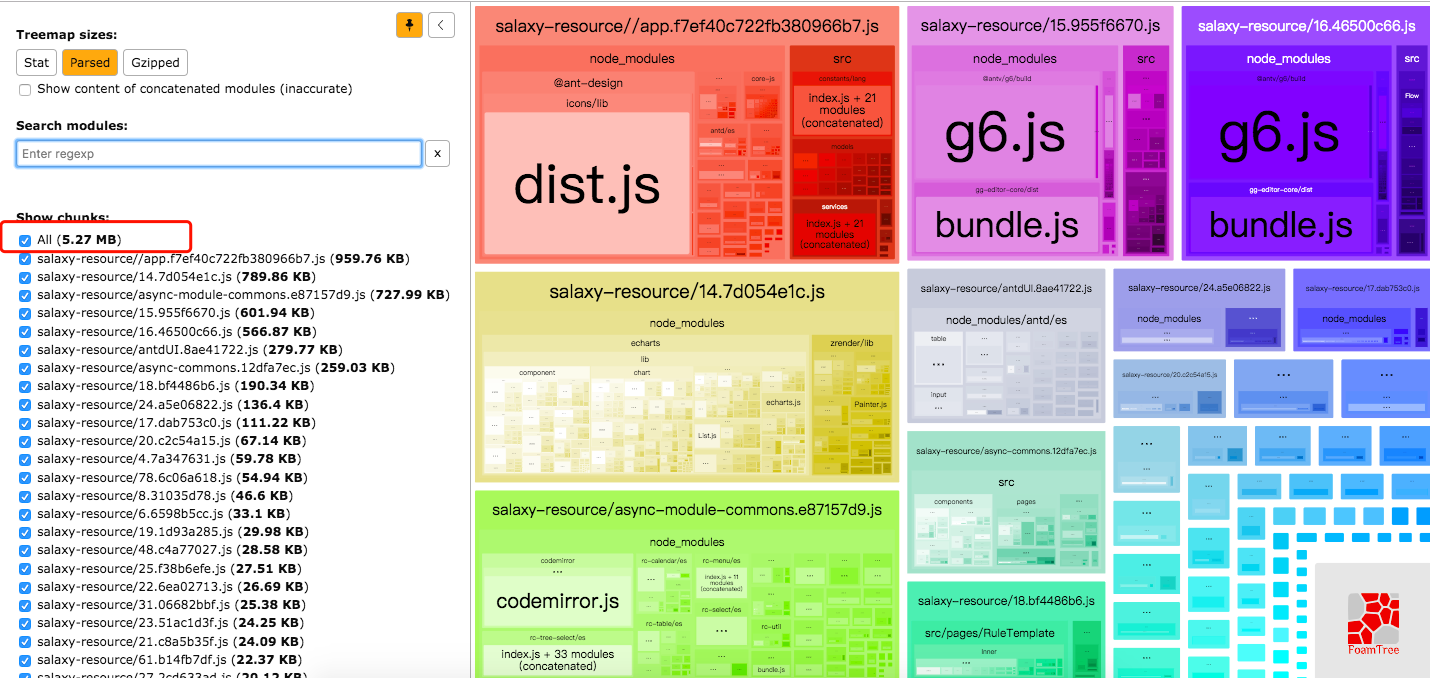 Treemap sizes:
Stat
Parsed
Gzipped
Show content of concatenated modules (inaccurate)
Search modules:
Enter regexp
x
Show chunks:
All (5.27 MB)
salaxy-resource//app.f7ef40c722fb380966b7.js (959.76 KB)
salaxy-resource/14.7d054e1c.js (789.86 KB)
salaxy-resource/async-module-commons.e87157d9.js (727.99 KB)
salaxy-resource/15.955f6670.js (601.94 KB)
salaxy-resource/16.46500c66.js (566.87 KB)
salaxy-resource/antdUI.8ae41722.js (279.77 KB)
salaxy-resource/async-commons.12dfa7ec.js (259.03 KB)
salaxy-resource/18.bf4486b6.js (190.34 KB)
salaxy-resource/24.a5e06822.js (136.4 KB)
salaxy-resource/17.dab753c0.js (111.22 KB)
salaxy-resource/20.c2c54a15.js (67.14 KB)
salaxy-resource/4.7a347631.js (59.78 KB)
salaxy-resource/78.6c06a618.js (54.94 KB)
salaxy-resource/8.31035d78.js (46.6 KB)
salaxy-resource/6.6598b5cc.js (33.1 KB)
salaxy-resource/19.1d93a285.js (29.98 KB)
salaxy-resource/48.c4a77027.js (28.58 KB)
salaxy-resource/25.f38b6efe.js (27.51 KB)
salaxy-resource/22.6ea02713.js (26.69 KB)
salaxy-resource/31.06682bbf.js (25.38 KB)
salaxy-resource/23.51ac1d3f.js (24.25 KB)
salaxy-resource/21.c8a5b35f.js (24.09 KB)
salaxy-resource/61.b14fb7df.js (22.37 KB)
salaxy-resource/27.2cd633ad.js (20.12 KB)
salaxy-resource//app.f7ef40c722fb380966b7.js
node_modules
@ant-design
icons/lib
dist.js
...
core-js
antd/es
...
src
constants/lang
index.js + 21
modules
(concatenated)
models
services
index.js + 21
modules
(concatenated)
salaxy-resource/15.955f6670.js
node_modules
@antv/g6/build
g6.js
gg-editor-core/dist
bundle.js
src
salaxy-resource/16.46500c66.js
node_modules
@antv/g6/build
g6.js
gg-editor-core/dist
bundle.js
src
Flow
salaxy-resource/14.7d054e1c.js
node_modules
echarts
lib
component
chart
...
echarts.js
List.js
zrender/lib
Painter.js
salaxy-resource/antdUI.8ae41722.js
node_modules/antd/es
table
...
input
...
salaxy-resource/24.a5e06822.js
node_modules
...
salaxy-resource/17.dab753c0.js
node_modules
salaxy-resource/20.c2c54a15.js
...
salaxy-resource/async-commons.12dfa7ec.js
src
components
pages
...
salaxy-resource/async-module-commons.e87157d9.js
node_modules
codemirror
...
codemirror.js
rc-tree-select/es
index.js + 33 modules
(concatenated)
rc-calendar/es
...
rc-table/es
rc-menu/es
index.js + 11
modules
(concatenated)
rc-select/es
...
rc-util
bundle.js
salaxy-resource/18.bf4486b6.js
src/pages/RuleTemplate
inner
...
FoamTree